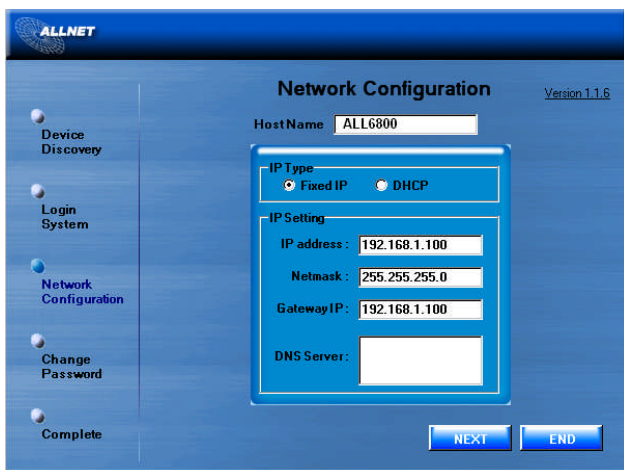 ALLNET
Network Configuration
Version 1.1.6
HostName ALL6800
Device
Discovery
Login
System
Network
Configuration
Change
Password
Complete
IP Type
Fixed IP DHCP
IP Setting
IP address : 192.168.1.100
Netmask : 255.255.255.0
Gateway IP : 192.168.1.100
DNS Server :
NEXT END